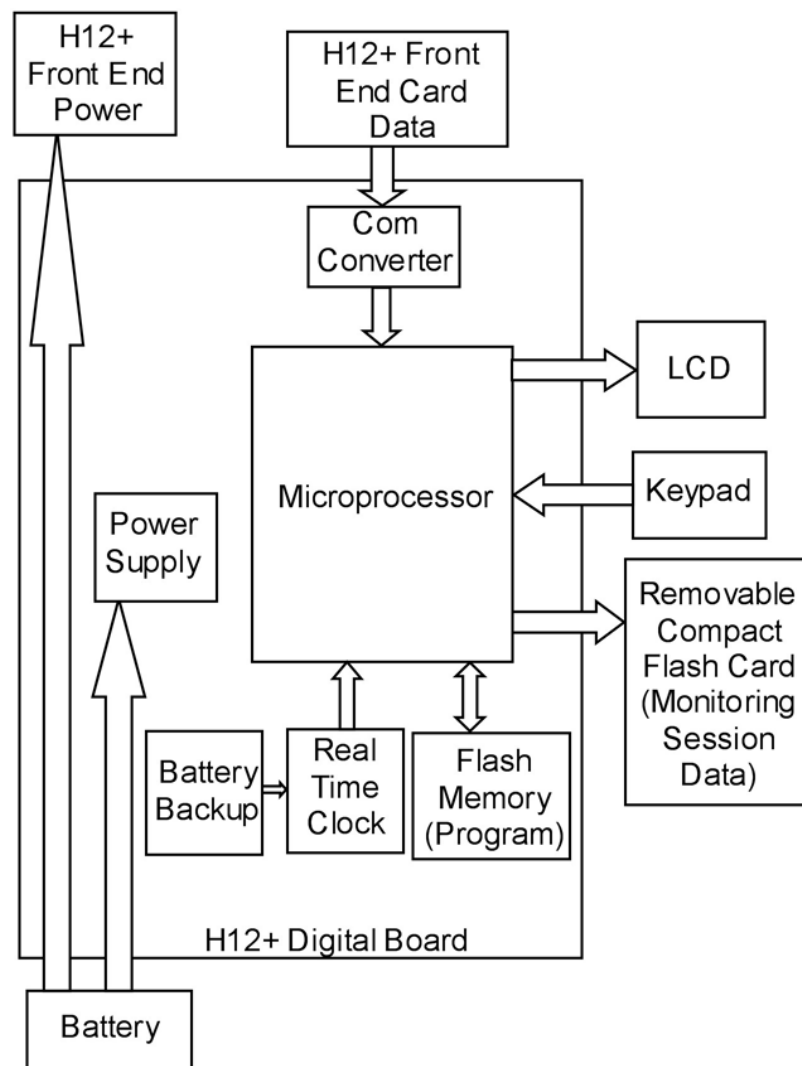 H12+
Front End
Power
H12+ Front
End Card
Data
Com
Converter
LCD
Microprocessor
Keypad
Power
Supply
Removable
Compact
Flash Card
(Monitoring
Session
Data)
Battery
Backup
Real
Time
Clock
Flash
Memory
(Program)
H12+ Digital Board
Battery